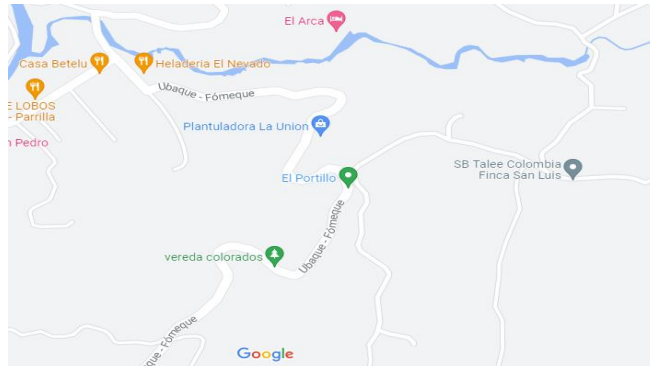 El Arca
Casa Betelu
Heladeria El Nevado
E LOBOS
- Parrilla
Ubaque - Fómeque
Plantuladora La Union
n Pedro
SB Talee Colombia
Finca San Luis
El Portillo
Ubaque - Fómeque
vereda colorados
que - Fómeque
Google